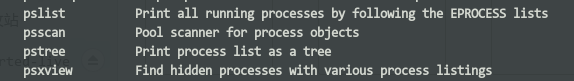 pslist Print all running processes by following the EPROCESS lists
psscan Pool scanner for process objects
pstree Print process list as a tree
psxview Find hidden processes with various process listings